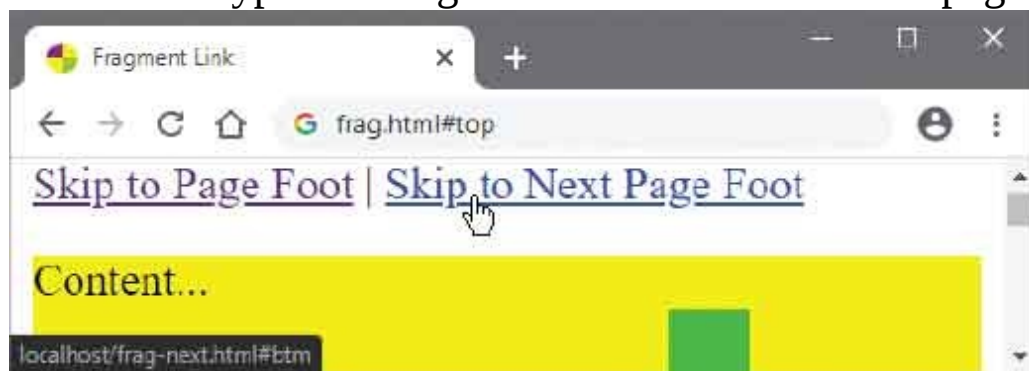 Fragment Link
frag.html#top
Skip to Page Foot | Skip to Next Page Foot
Content...
localhost/frag-next.html#btm